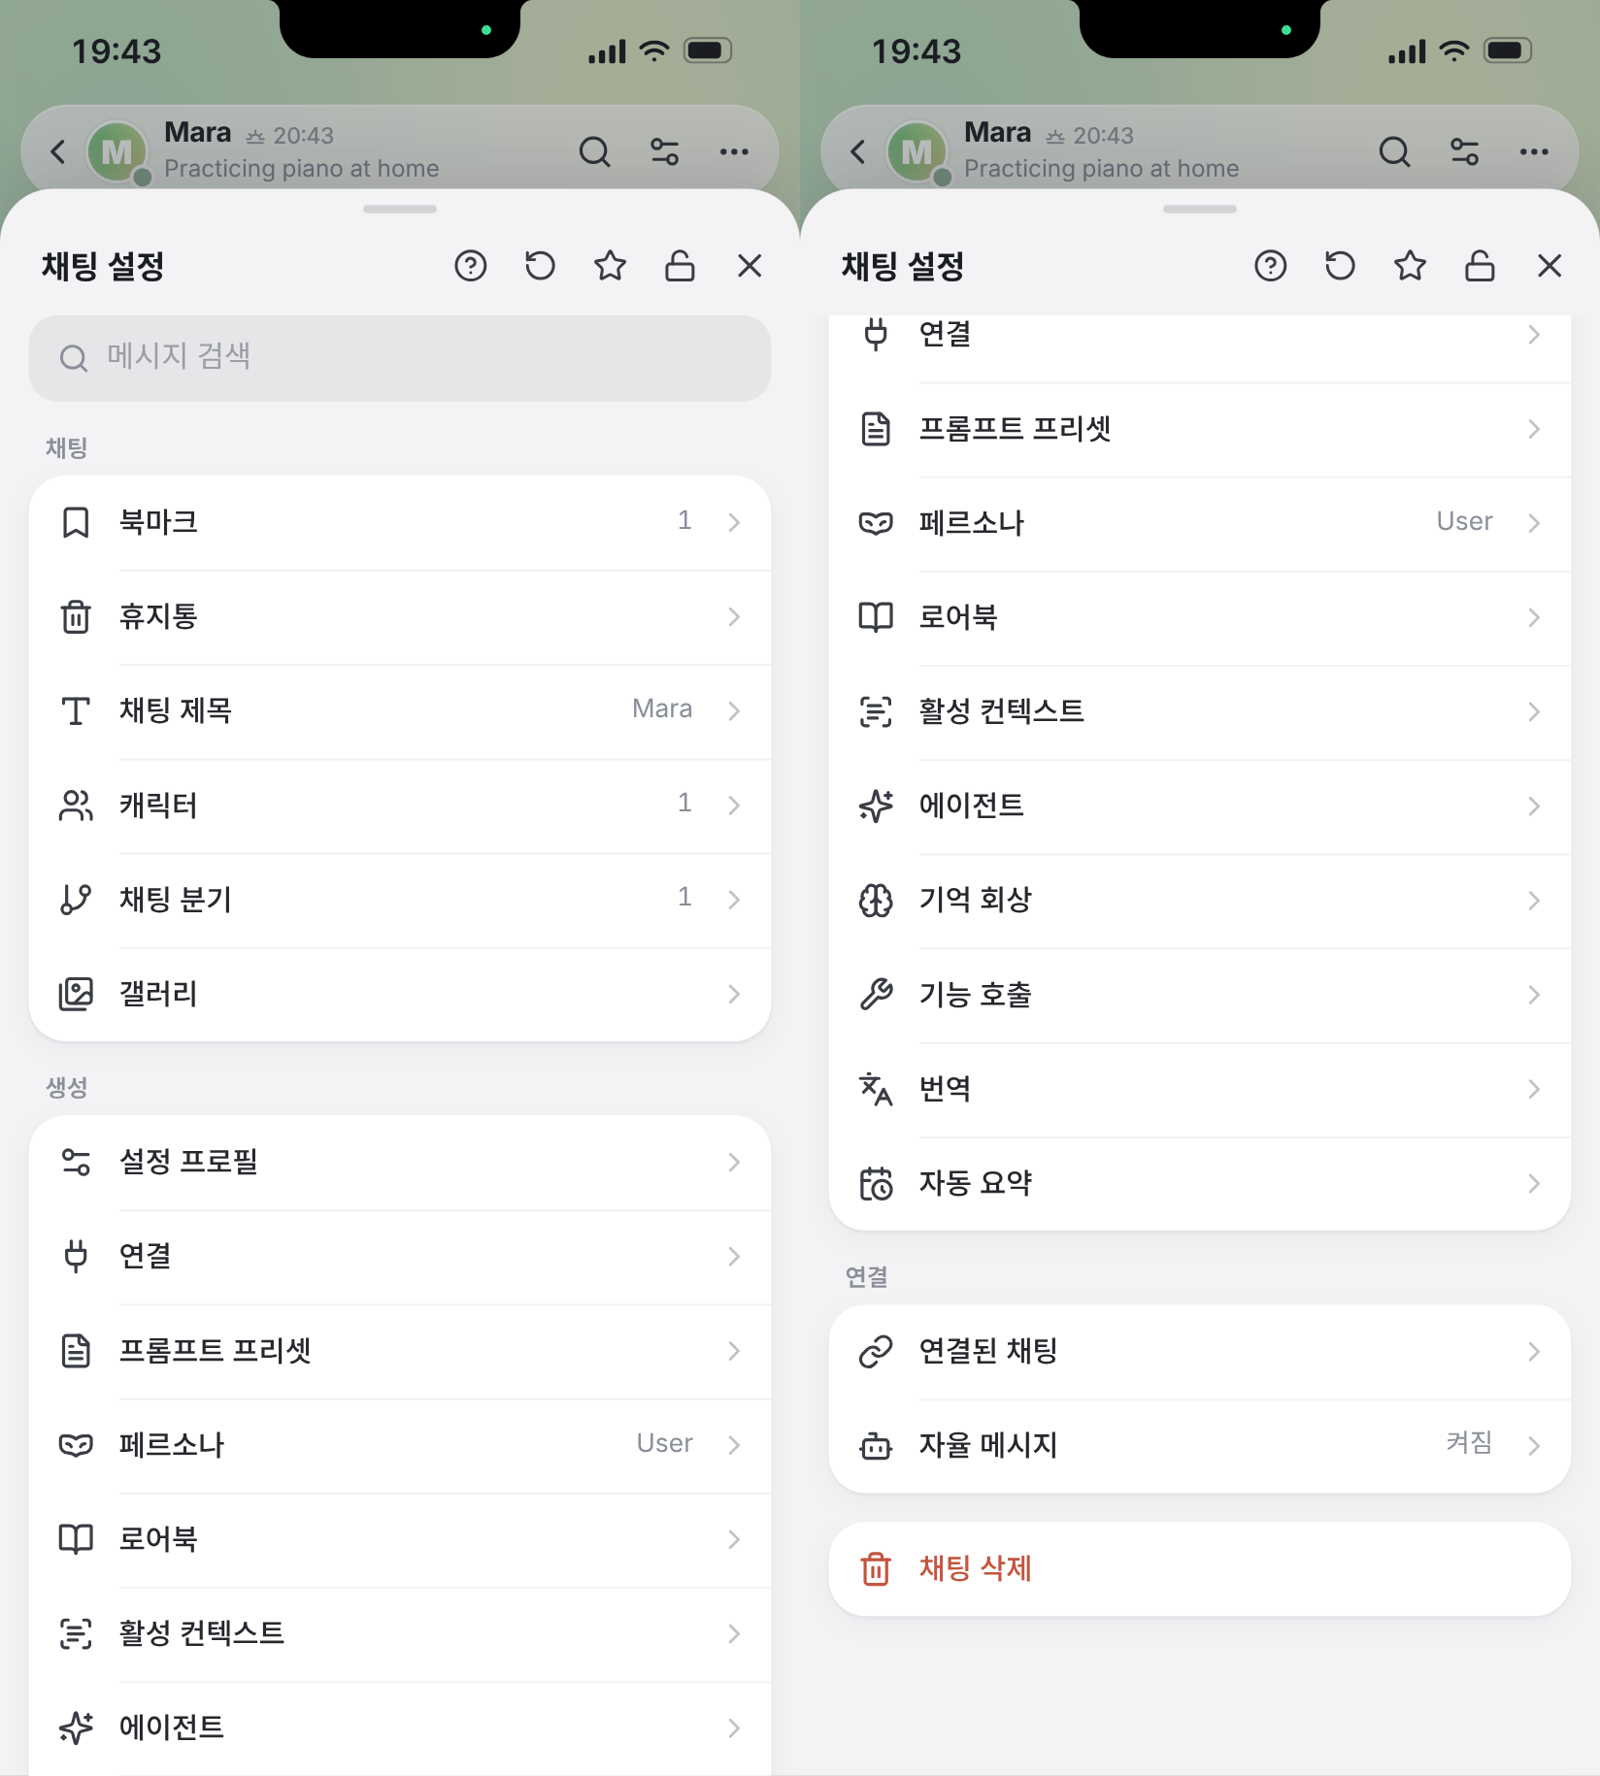 19:43
Mara 20:43
M
Practicing piano at home
채팅 설정
메시지 검색
채팅
북마크 1
휴지통
채팅 제목 Mara
캐릭터 1
채팅 분기 1
갤러리
생성
설정 프로필
연결
프롬프트 프리셋
페르소나 User
로어북
활성 컨텍스트
에이전트
19:43
Mara 20:43
M
Practicing piano at home
채팅 설정
연결
프롬프트 프리셋
페르소나 User
로어북
활성 컨텍스트
에이전트
기억 회상
기능 호출
번역
자동 요약
연결
연결된 채팅
자율 메시지 켜짐
채팅 삭제